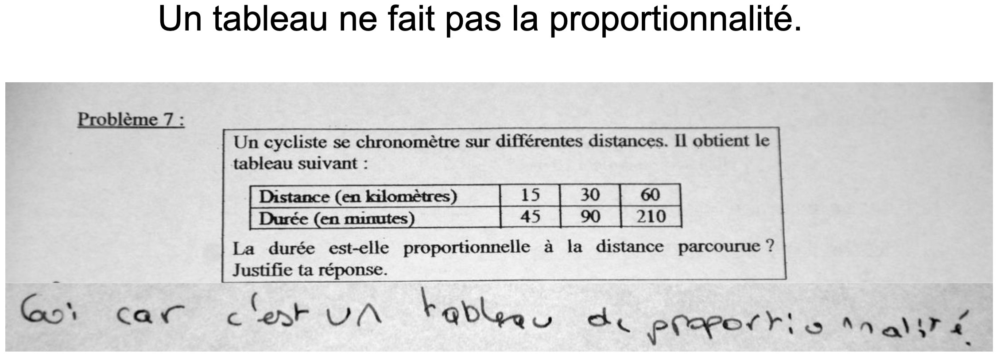 Un tableau ne fait pas la proportionnalité.
Problème 7 :
Un cycliste se chronomètre sur différentes distances. Il obtient le
tableau suivant :
Distance (en kilomètres) 15 30 60
Durée (en minutes) 45 90 210
La durée est-elle proportionnelle à la distance parcourue ?
Justifie ta réponse.
Oui car c'est un tableau de proportionnalité.